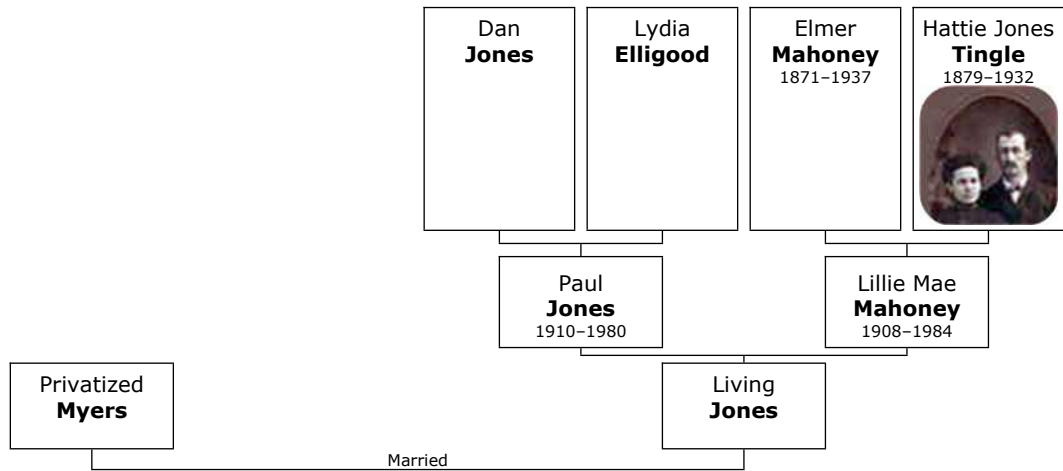 Dan
Jones
Lydia
Elligood
Elmer
Mahoney
1871–1937
Hattie Jones
Tingle
1879–1932
Paul
Jones
1910–1980
Lillie Mae
Mahoney
1908–1984
Privatized
Myers
Living
Jones
Married